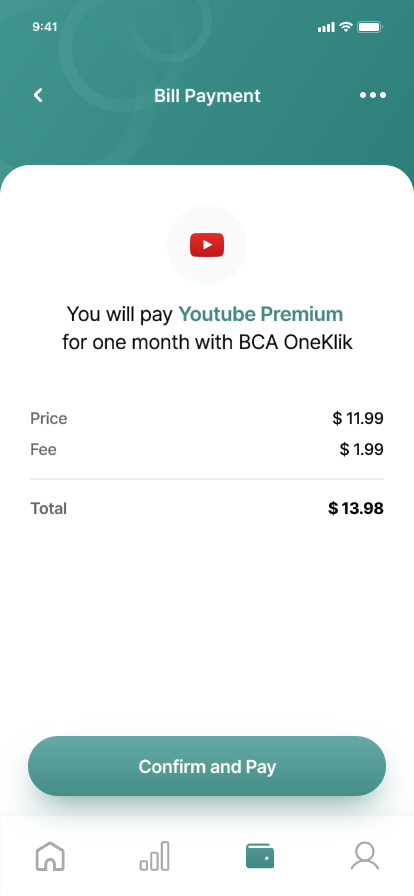 9:41
Bill Payment
You will pay Youtube Premium
for one month with BCA OneKlik
Price $ 11.99
Fee $ 1.99
Total $ 13.98
Confirm and Pay